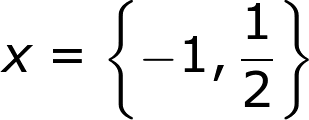 x = {−1, 1/2}